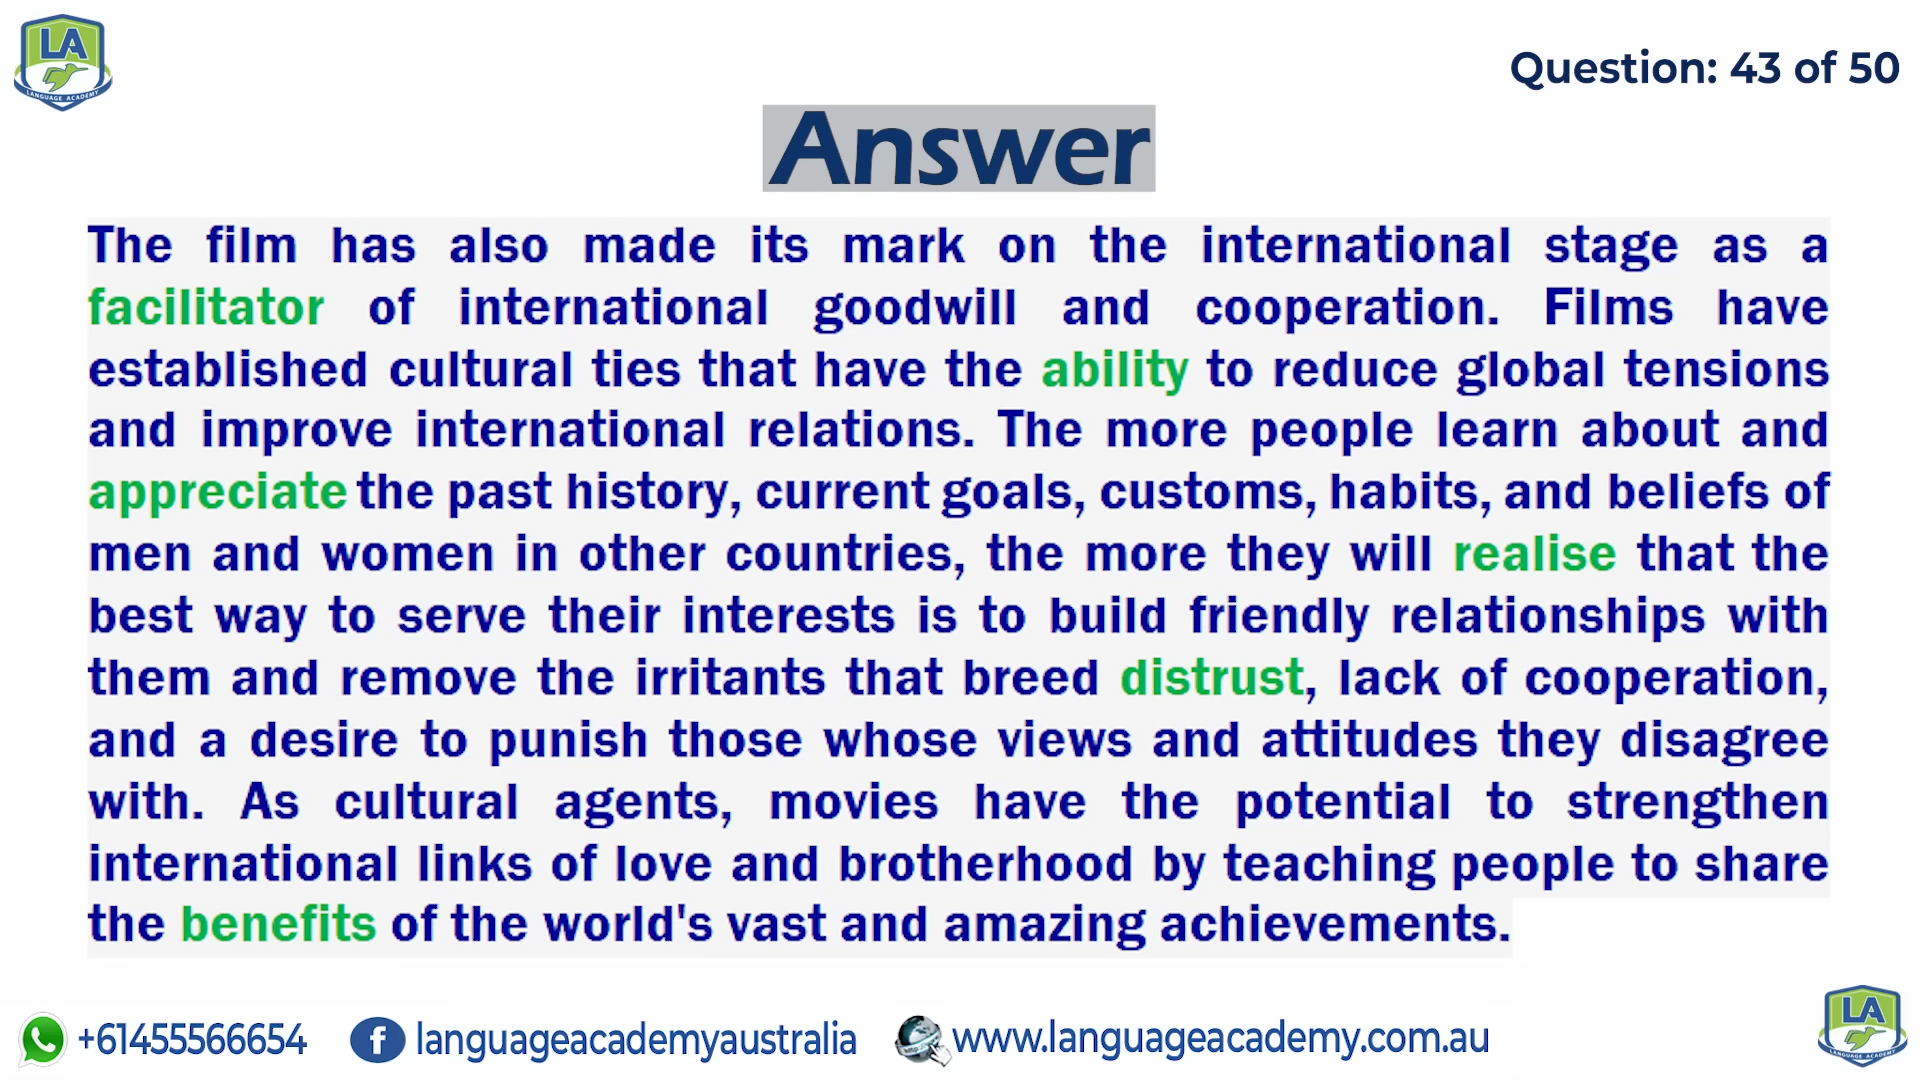 LA
LANGUAGE ACADEMY
Question: 43 of 50
Answer
The film has also made its mark on the international stage as a
facilitator of international goodwill and cooperation. Films have
established cultural ties that have the ability to reduce global tensions
and improve international relations. The more people learn about and
appreciate the past history, current goals, customs, habits, and beliefs of
men and women in other countries, the more they will realise that the
best way to serve their interests is to build friendly relationships with
them and remove the irritants that breed distrust, lack of cooperation,
and a desire to punish those whose views and attitudes they disagree
with. As cultural agents, movies have the potential to strengthen
international links of love and brotherhood by teaching people to share
the benefits of the world's vast and amazing achievements.
+61455566654
f languageacademyaustralia
http:// www.languageacademy.com.au
LA
LANGUAGE ACADEMY